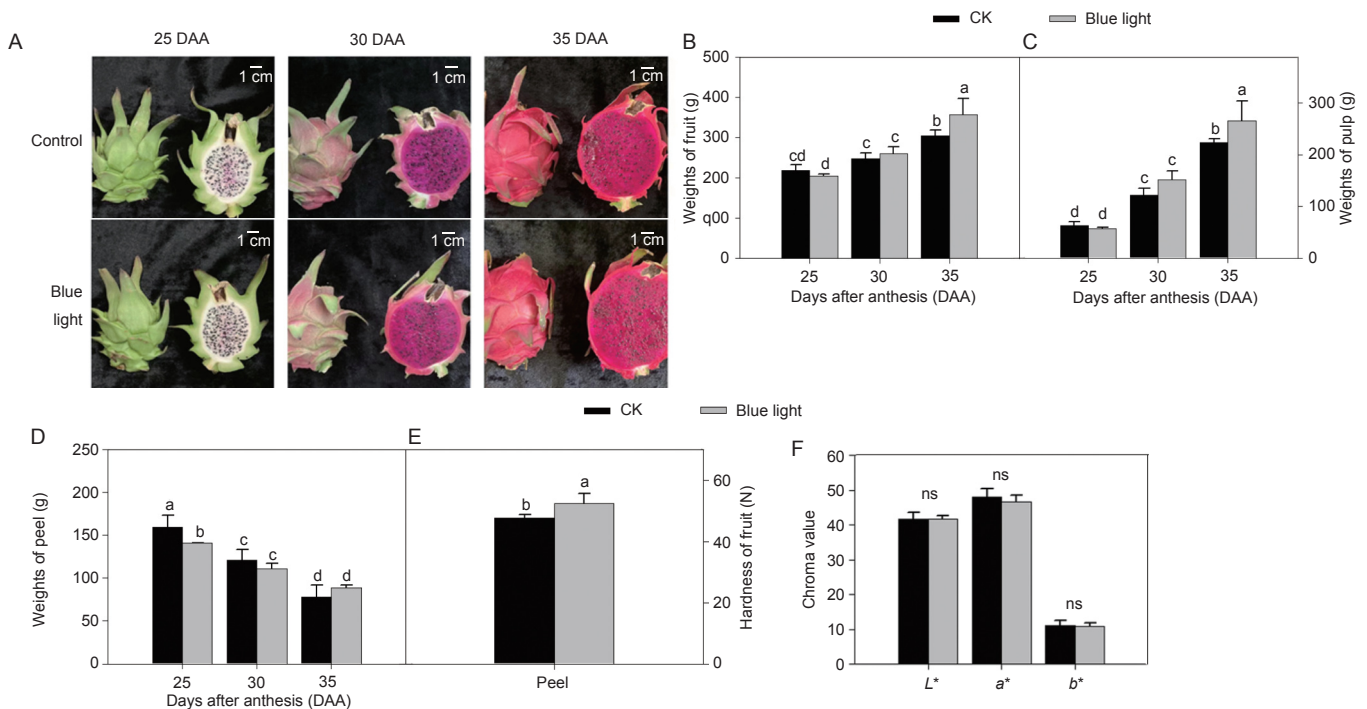 CK Blue light
A
25 DAA 30 DAA 35 DAA
1 cm 1 cm 1 cm
Control
1 cm 1 cm 1 cm
Blue
light
B
Weights of fruit (g)
500
400
300
200
q00
0
cd d c c b a
25 30 35
Days after anthesis (DAA)
C
d d c c b a
300
200
100
0
Weights of pulp (g)
25 30 35
Days after anthesis (DAA)
CK Blue light
D
Weights of peel (g)
250
200
150
100
50
0
a b c c d d
25 30 35
Days after anthesis (DAA)
E
b a
60
40
20
0
Hardness of fruit (N)
Peel
F
Chroma value
60
50
40
30
20
10
0
ns ns ns
L* a* b*